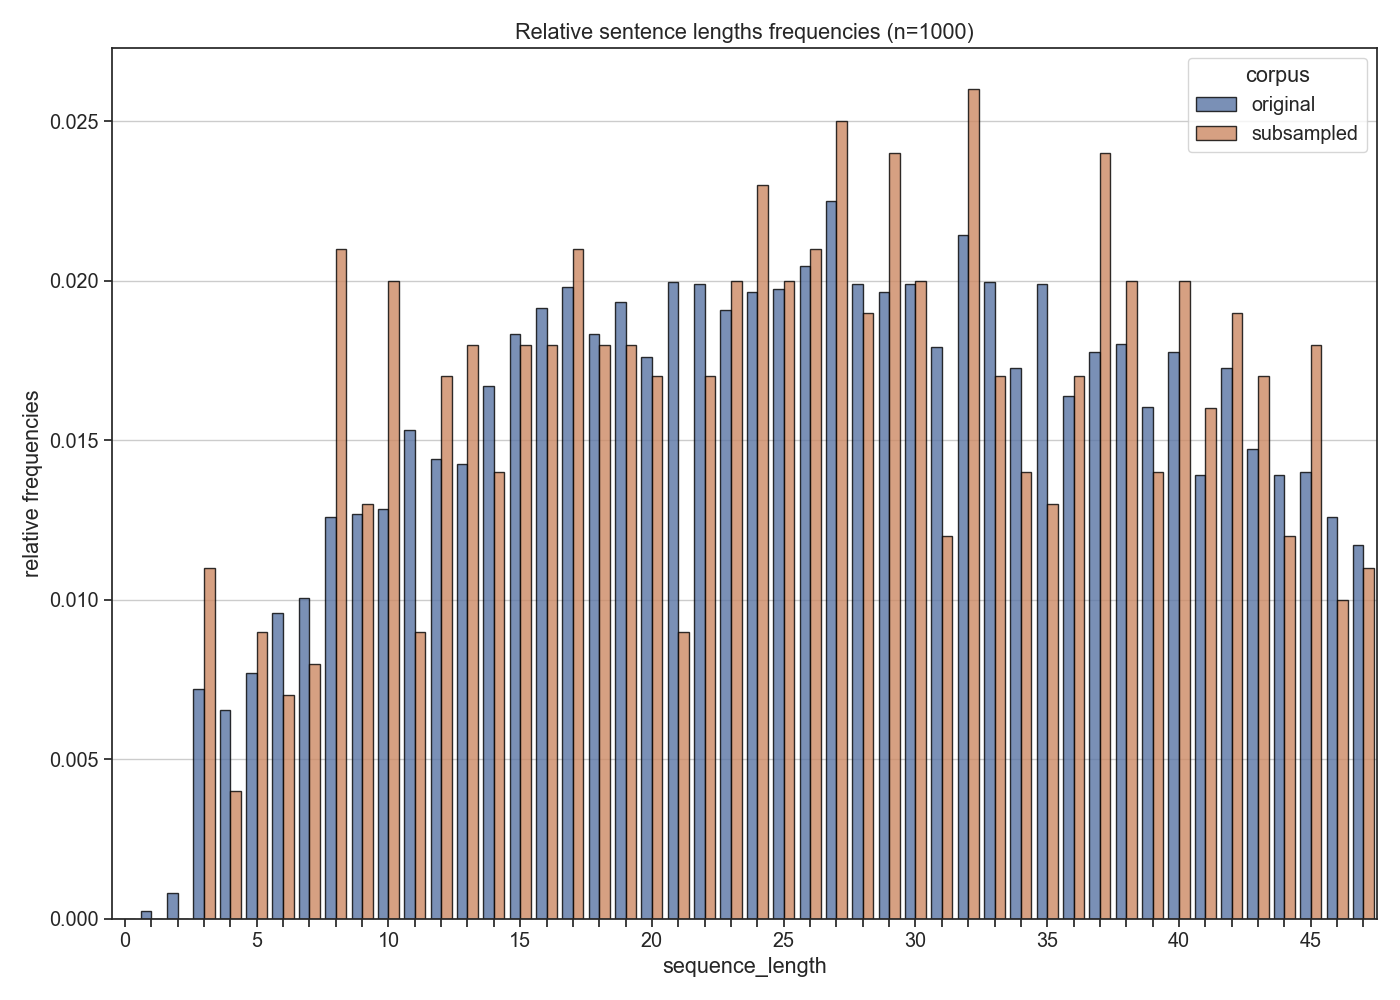 Relative sentence lengths frequencies (n=1000)
corpus
original
subsampled
0.025
0.020
0.015
0.010
0.005
0.000
relative frequencies
0 5 10 15 20 25 30 35 40 45
sequence_length